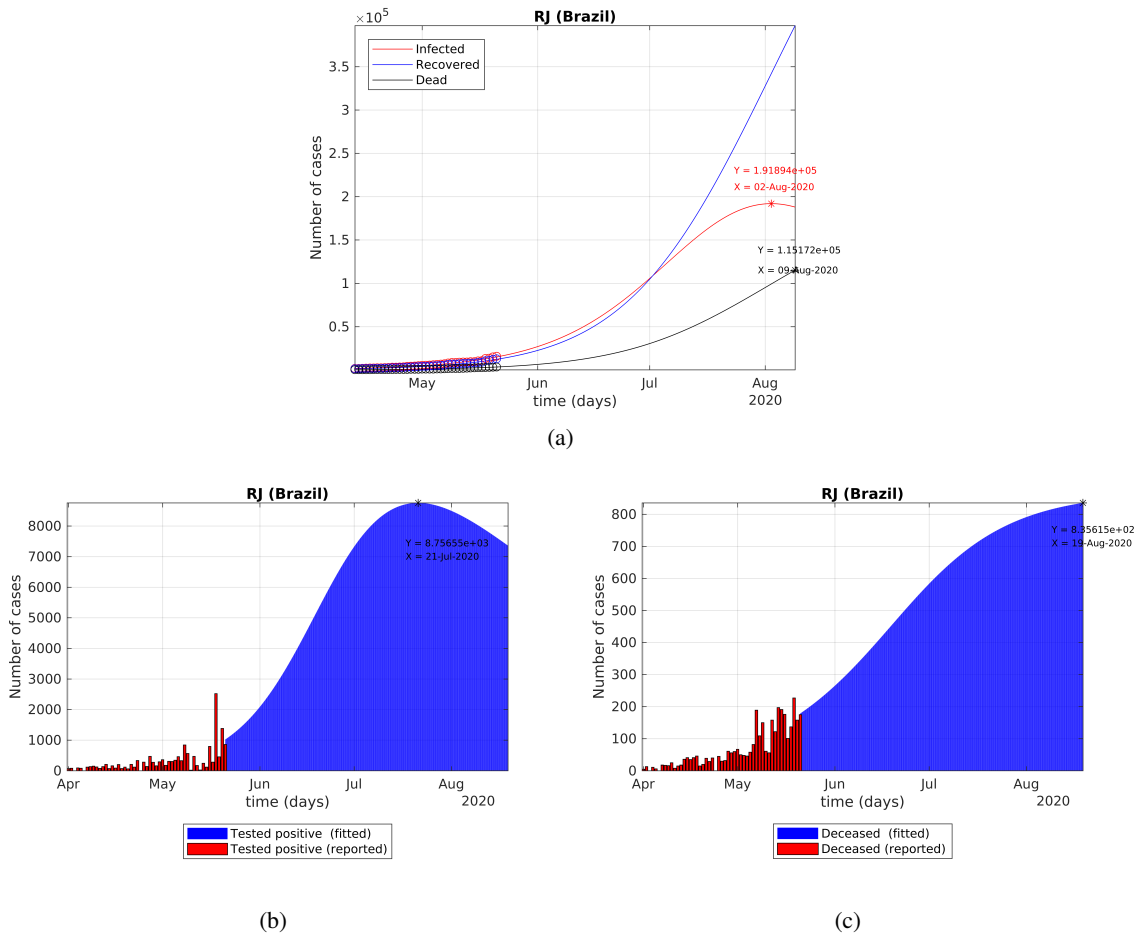 RJ (Brazil)
×10⁵
Infected
Recovered
Dead
3.5
3
2.5
2
1.5
1
0.5
Number of cases
Y = 1.91894e+05
X = 02-Aug-2020
Y = 1.15172e+05
X = 09-Aug-2020
May Jun Jul Aug
time (days) 2020
(a)
RJ (Brazil)
8000
7000
6000
5000
4000
3000
2000
1000
0
Number of cases
Y = 8.75655e+03
X = 21-Jul-2020
Apr May Jun Jul Aug
time (days) 2020
Tested positive (fitted)
Tested positive (reported)
(b)
RJ (Brazil)
800
700
600
500
400
300
200
100
0
Number of cases
Y = 8.35615e+02
X = 19-Aug-2020
Apr May Jun Jul Aug
time (days) 2020
Deceased (fitted)
Deceased (reported)
(c)